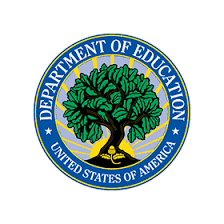 DEPARTMENT OF EDUCATION
UNITED STATES OF AMERICA